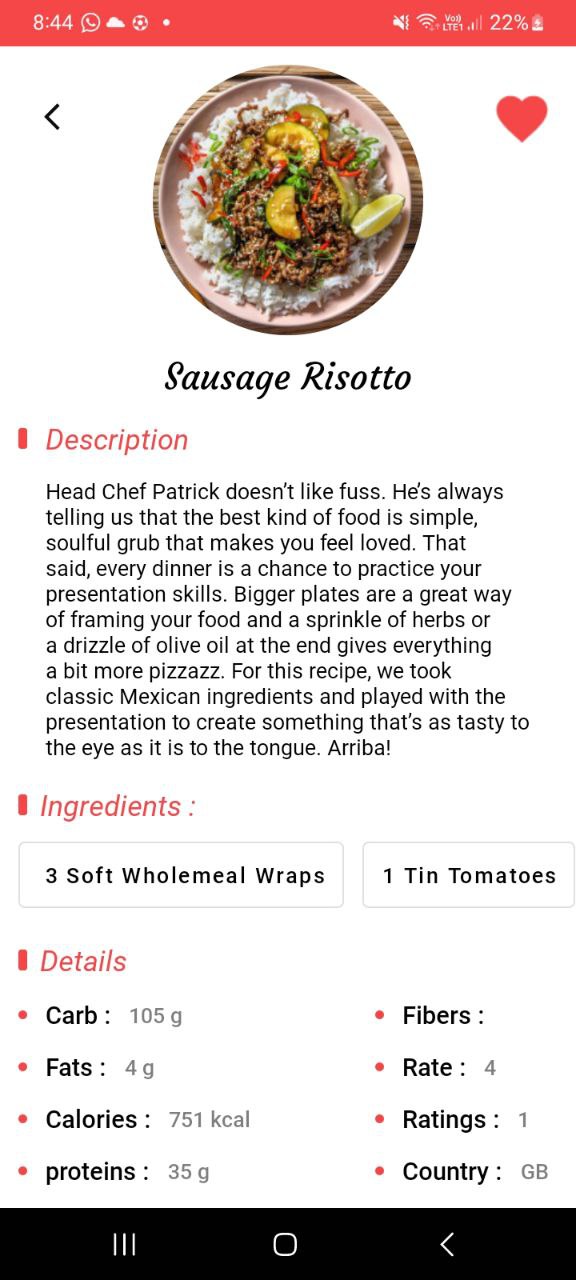 8:44
Vo)) LTE1 22%
Sausage Risotto
Description
Head Chef Patrick doesn’t like fuss. He’s always
telling us that the best kind of food is simple,
soulful grub that makes you feel loved. That
said, every dinner is a chance to practice your
presentation skills. Bigger plates are a great way
of framing your food and a sprinkle of herbs or
a drizzle of olive oil at the end gives everything
a bit more pizzazz. For this recipe, we took
classic Mexican ingredients and played with the
presentation to create something that’s as tasty to
the eye as it is to the tongue. Arriba!
Ingredients :
3 Soft Wholemeal Wraps 1 Tin Tomatoes
Details
Carb : 105 g Fibers :
Fats : 4 g Rate : 4
Calories : 751 kcal Ratings : 1
proteins : 35 g Country : GB